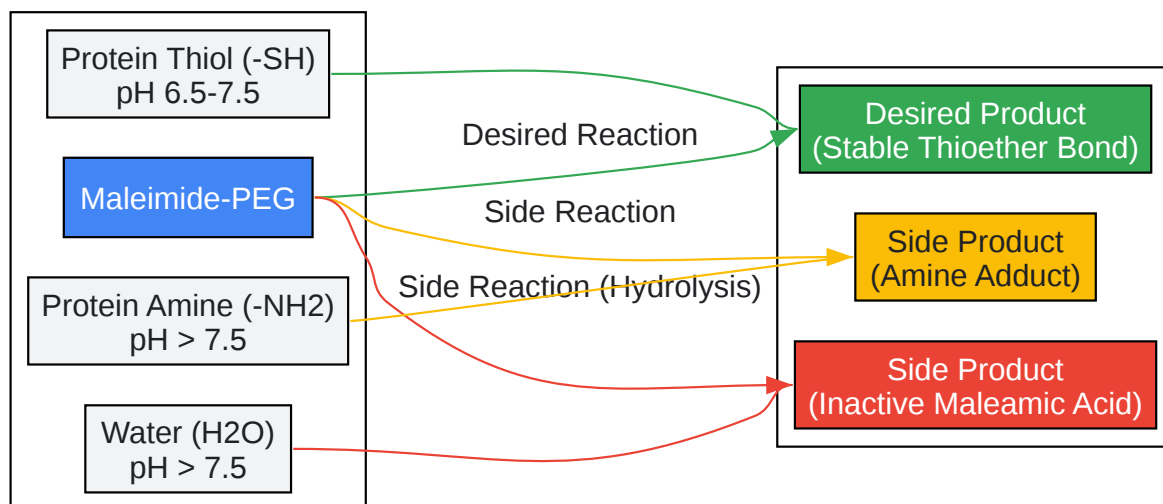 Protein Thiol (-SH)
pH 6.5-7.5
Maleimide-PEG
Protein Amine (-NH2)
pH > 7.5
Water (H2O)
pH > 7.5
Desired Reaction
Side Reaction
Side Reaction (Hydrolysis)
Desired Product
(Stable Thioether Bond)
Side Product
(Amine Adduct)
Side Product
(Inactive Maleamic Acid)